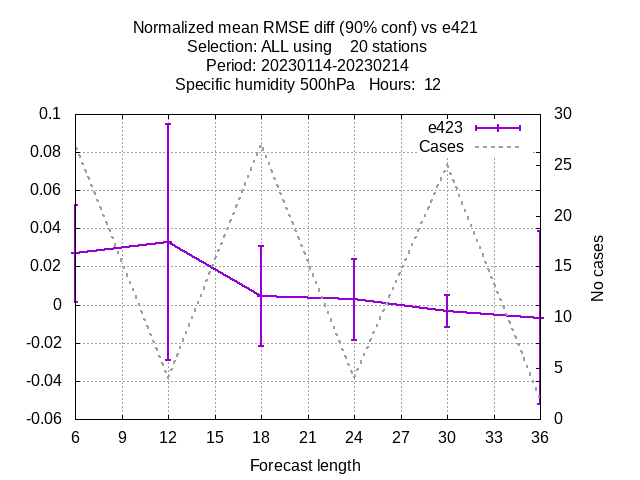 Normalized mean RMSE diff (90% conf) vs e421
Selection: ALL using    20 stations
Period: 20230114-20230214
Specific humidity 500hPa   Hours:  12
e423
Cases
0.1
0.08
0.06
0.04
0.02
0
-0.02
-0.04
-0.06
30
25
20
15
10
5
0
No cases
6 9 12 15 18 21 24 27 30 33 36
Forecast length